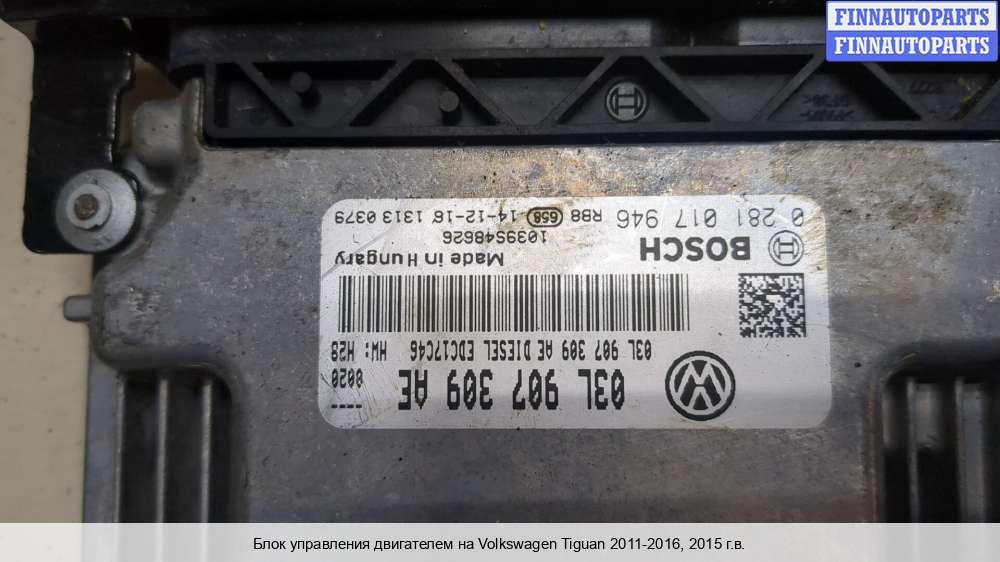 FINNAUTOPARTS
FINNAUTOPARTS
03L 907 309 AE
8020 ----
03L 907 309 AE DIESEL EDC17C46 HW: H28
Made in Hungary
1039S48626
BOSCH
0 281 017 946 RBB 658 14-12-16 1313 0379
Блок управления двигателем на Volkswagen Tiguan 2011-2016, 2015 г.в.